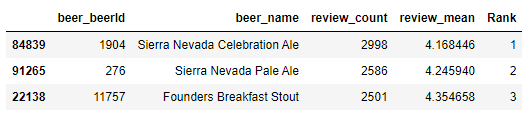 beer_beerId beer_name review_count review_mean Rank
84839 1904 Sierra Nevada Celebration Ale 2998 4.168446 1
91265 276 Sierra Nevada Pale Ale 2586 4.245940 2
22138 11757 Founders Breakfast Stout 2501 4.354658 3